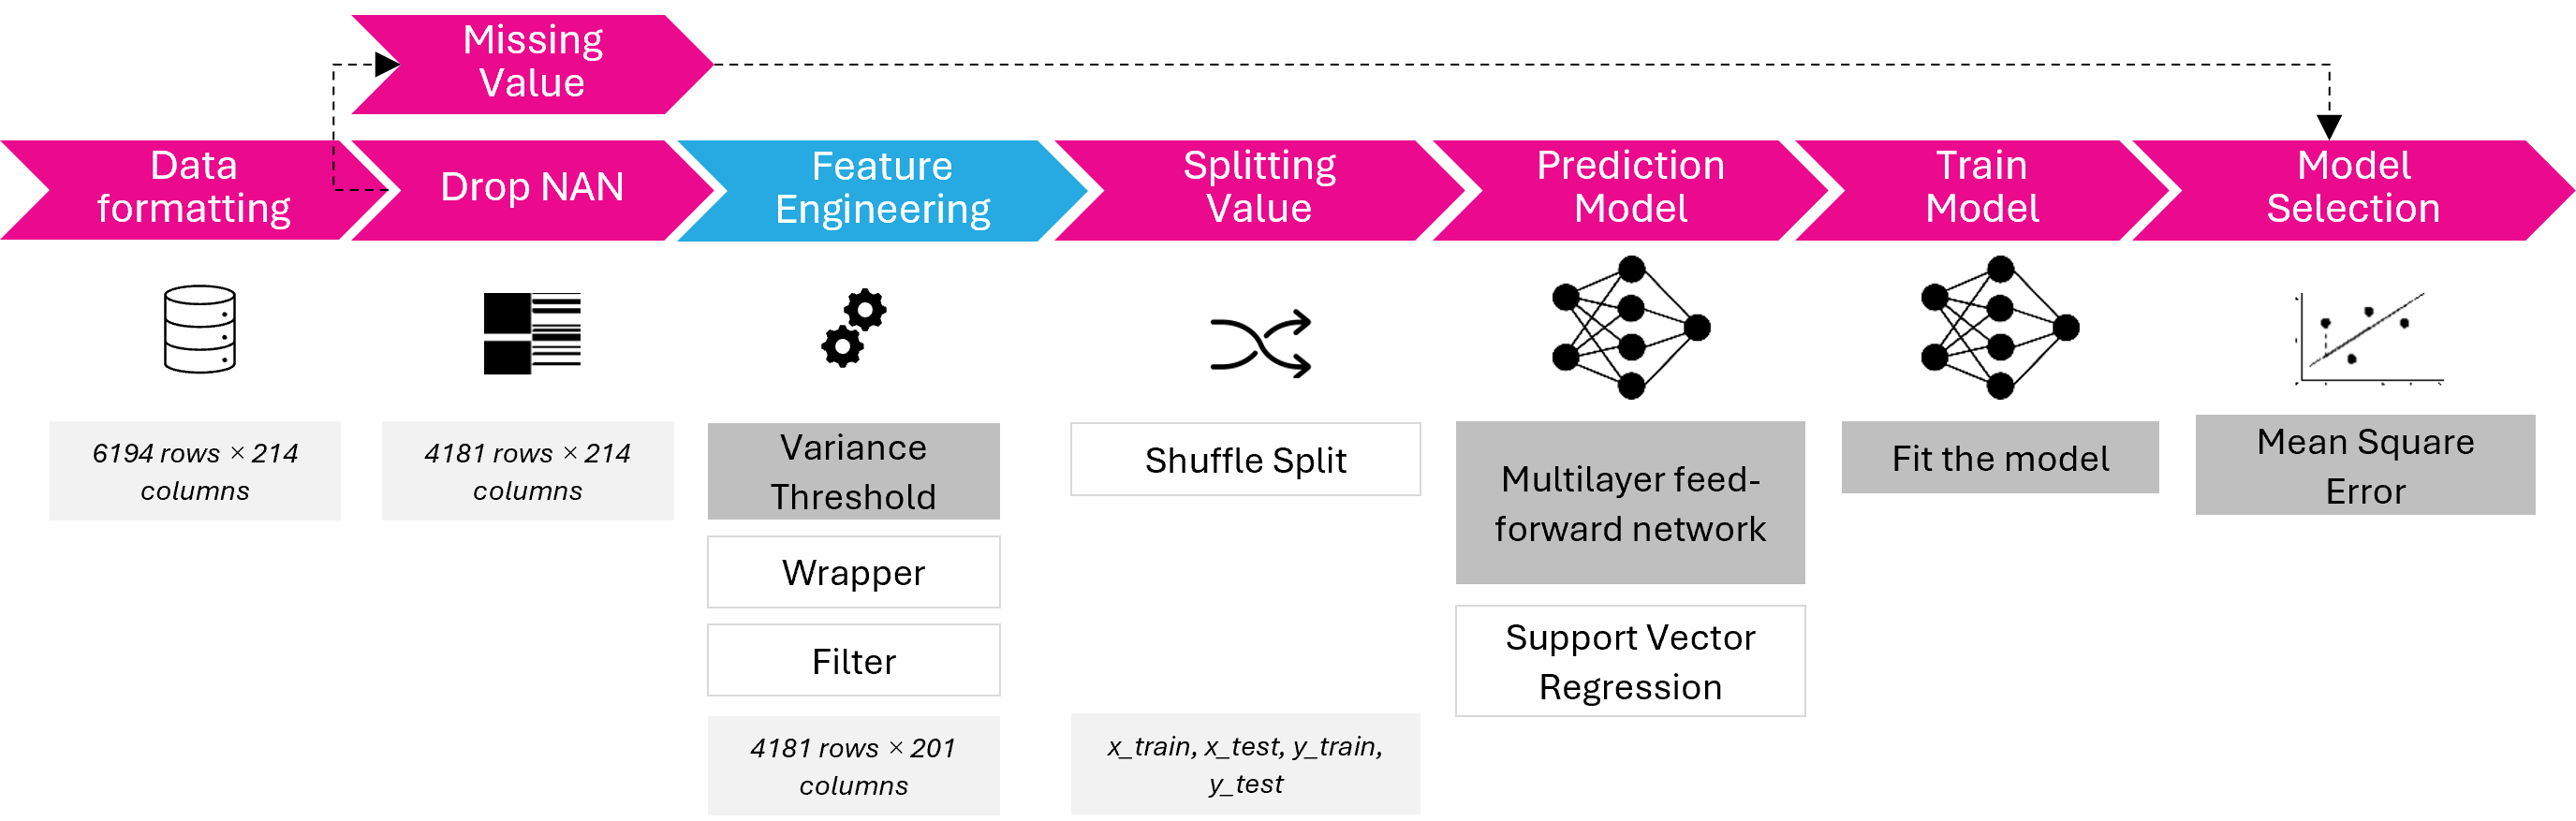 Missing
Value
Data
formatting
Drop NAN
Feature
Engineering
Splitting
Value
Prediction
Model
Train
Model
Model
Selection
6194 rows × 214
columns
4181 rows × 214
columns
Variance
Threshold
Wrapper
Filter
4181 rows × 201
columns
Shuffle Split
x_train, x_test, y_train,
y_test
Multilayer feed-
forward network
Support Vector
Regression
Fit the model
Mean Square
Error